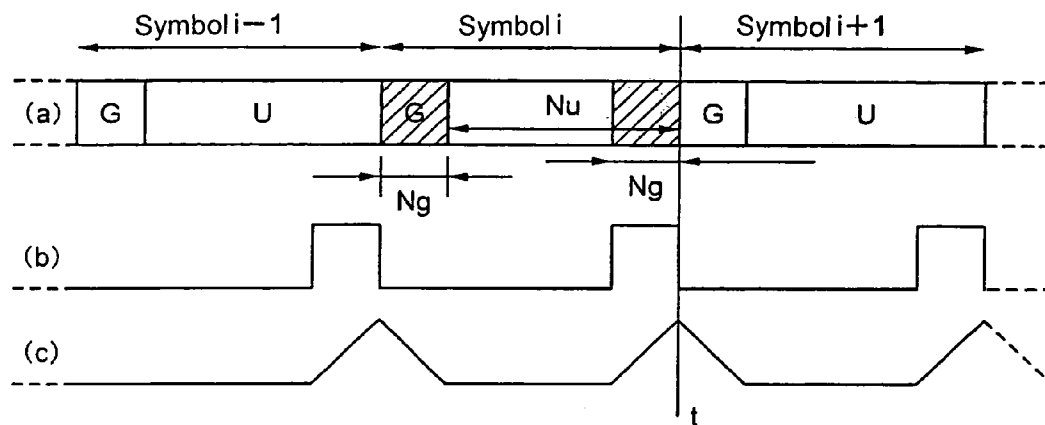 Symbol i−1 Symbol i Symbol i+1
(a) G U G Nu G U
Ng Ng
(b)
(c)
t